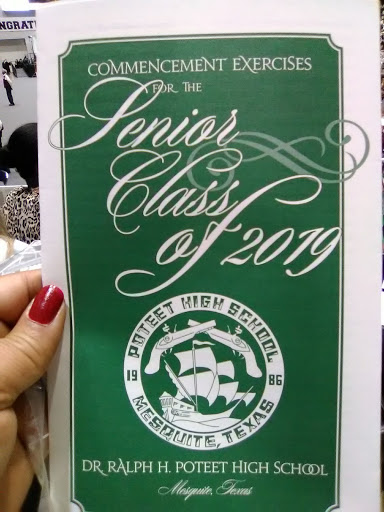 NGRAT
COMMENCEMENT EXERCISES
FOR THE
Senior
Class
of 2019
POTEET HIGH SCHOOL
19 86
MESQUITE, TEXAS
DR. RALPH H. POTEET HIGH SCHOOL
Mesquite, Texas